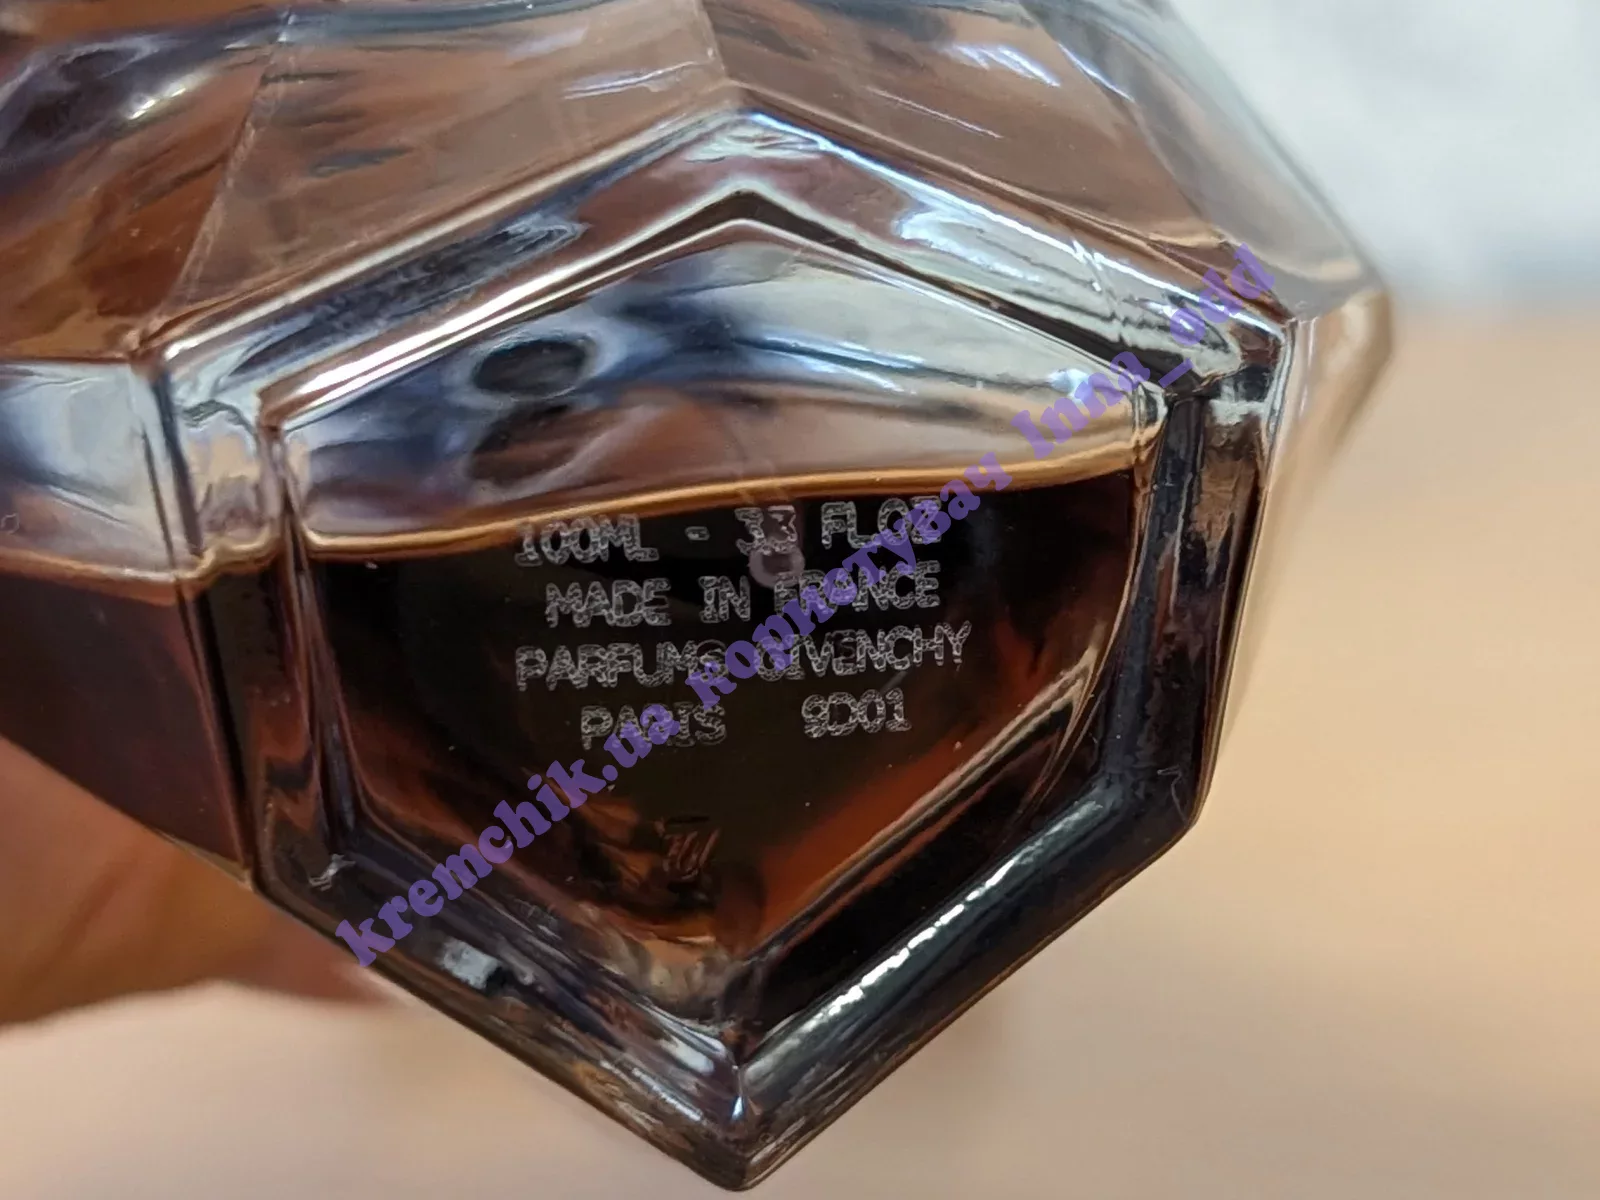 100ML - 3.3 FL.OZ
MADE IN FRANCE
PARFUMS GIVENCHY
PARIS 9D01
kremchik.ua користувач Inna_odd